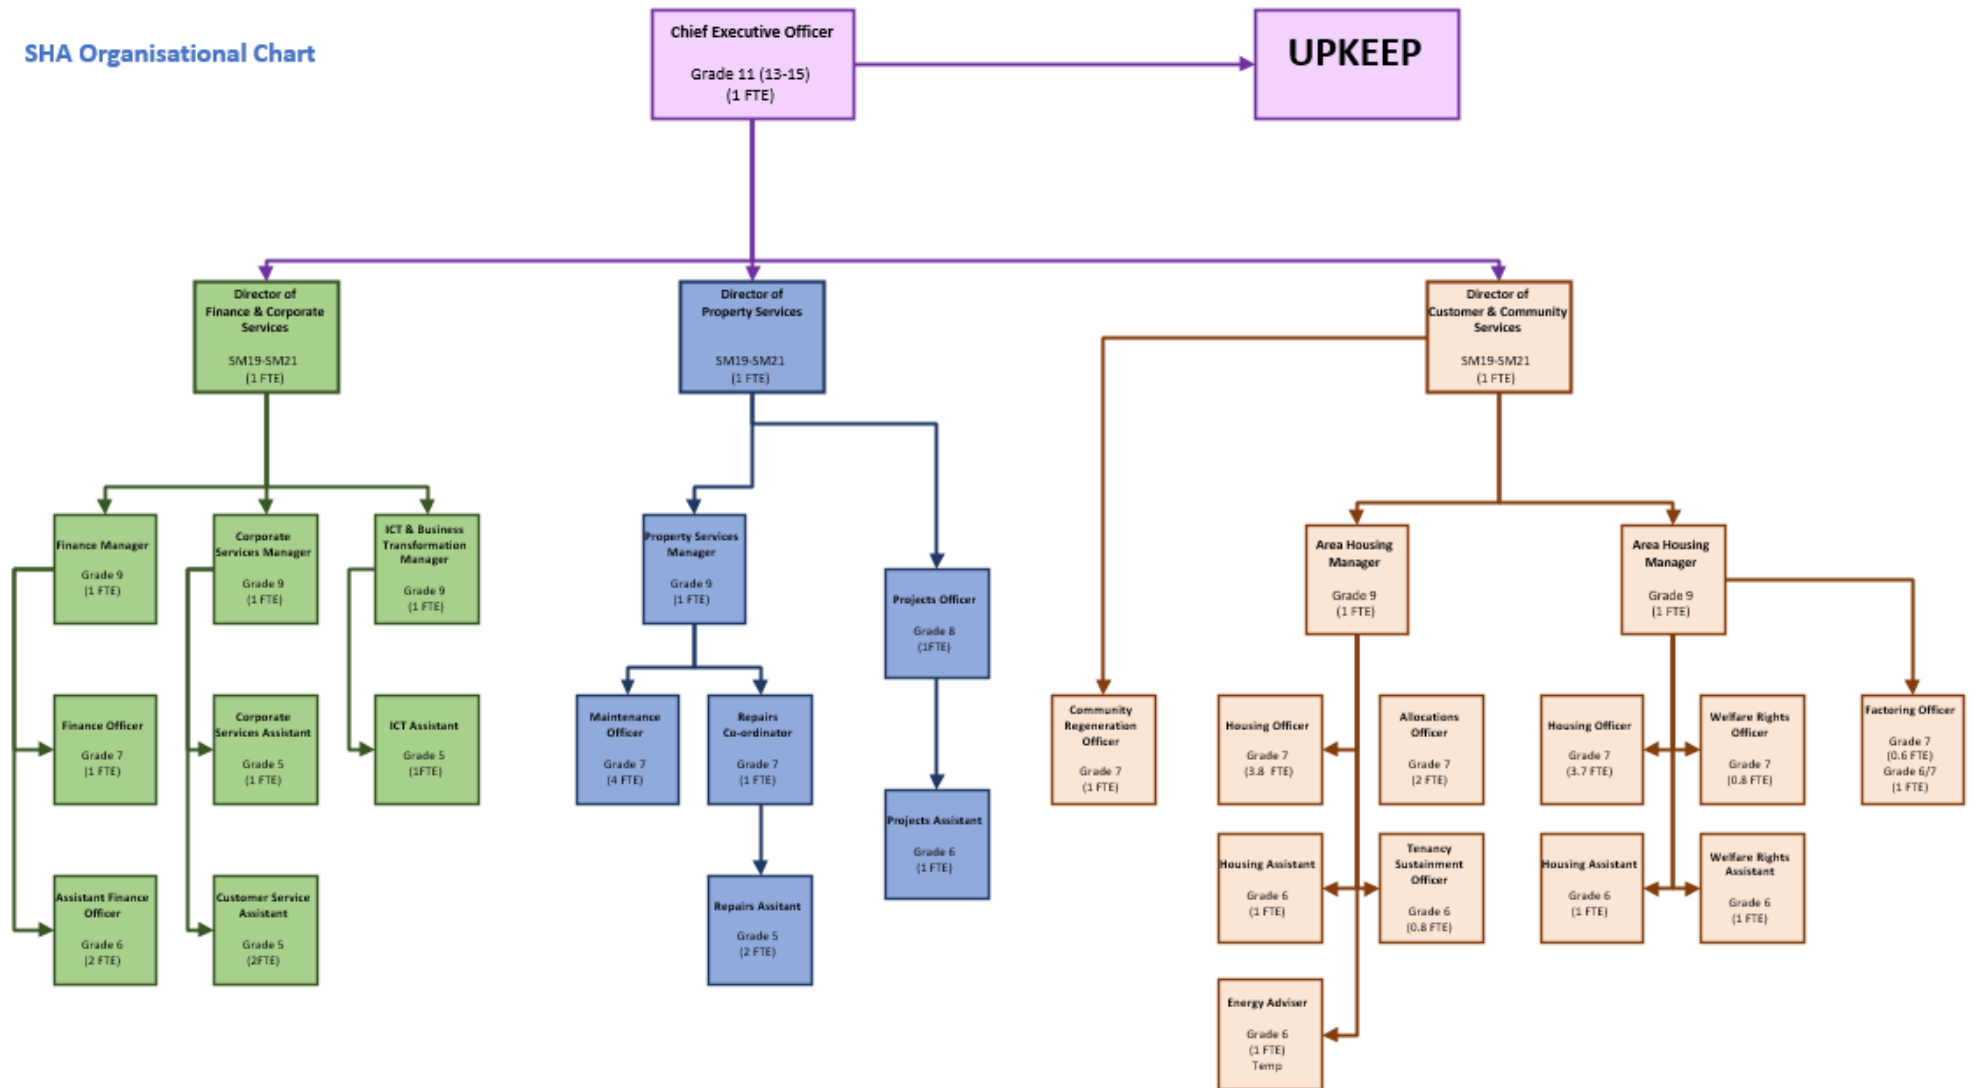 SHA Organisational Chart
Chief Executive Officer
Grade 11 (13-15)
(1 FTE)
UPKEEP
Director of
Finance & Corporate
Services
SM19-SM21
(1 FTE)
Director of
Property Services
SM19-SM21
(1 FTE)
Director of
Customer & Community
Services
SM19-SM21
(1 FTE)
Finance Manager
Grade 9
(1 FTE)
Corporate
Services Manager
Grade 9
(1 FTE)
ICT & Business
Transformation
Manager
Grade 9
(1 FTE)
Property Services
Manager
Grade 9
(1 FTE)
Projects Officer
Grade 8
(1FTE)
Area Housing
Manager
Grade 9
(1 FTE)
Area Housing
Manager
Grade 9
(1 FTE)
Finance Officer
Grade 7
(1 FTE)
Corporate
Services Assistant
Grade 5
(1 FTE)
ICT Assistant
Grade 5
(1FTE)
Maintenance
Officer
Grade 7
(4 FTE)
Repairs
Co-ordinator
Grade 7
(1 FTE)
Projects Assistant
Grade 6
(1 FTE)
Community
Regeneration
Officer
Grade 7
(1 FTE)
Housing Officer
Grade 7
(3.8 FTE)
Allocations
Officer
Grade 7
(2 FTE)
Housing Officer
Grade 7
(3.7 FTE)
Welfare Rights
Officer
Grade 7
(0.8 FTE)
Factoring Officer
Grade 7
(0.6 FTE)
Grade 6/7
(1 FTE)
Assistant Finance
Officer
Grade 6
(2 FTE)
Customer Service
Assistant
Grade 5
(2FTE)
Repairs Assitant
Grade 5
(2 FTE)
Housing Assistant
Grade 6
(1 FTE)
Tenancy
Sustainment
Officer
Grade 6
(0.8 FTE)
Housing Assistant
Grade 6
(1 FTE)
Welfare Rights
Assistant
Grade 6
(1 FTE)
Energy Adviser
Grade 6
(1 FTE)
Temp